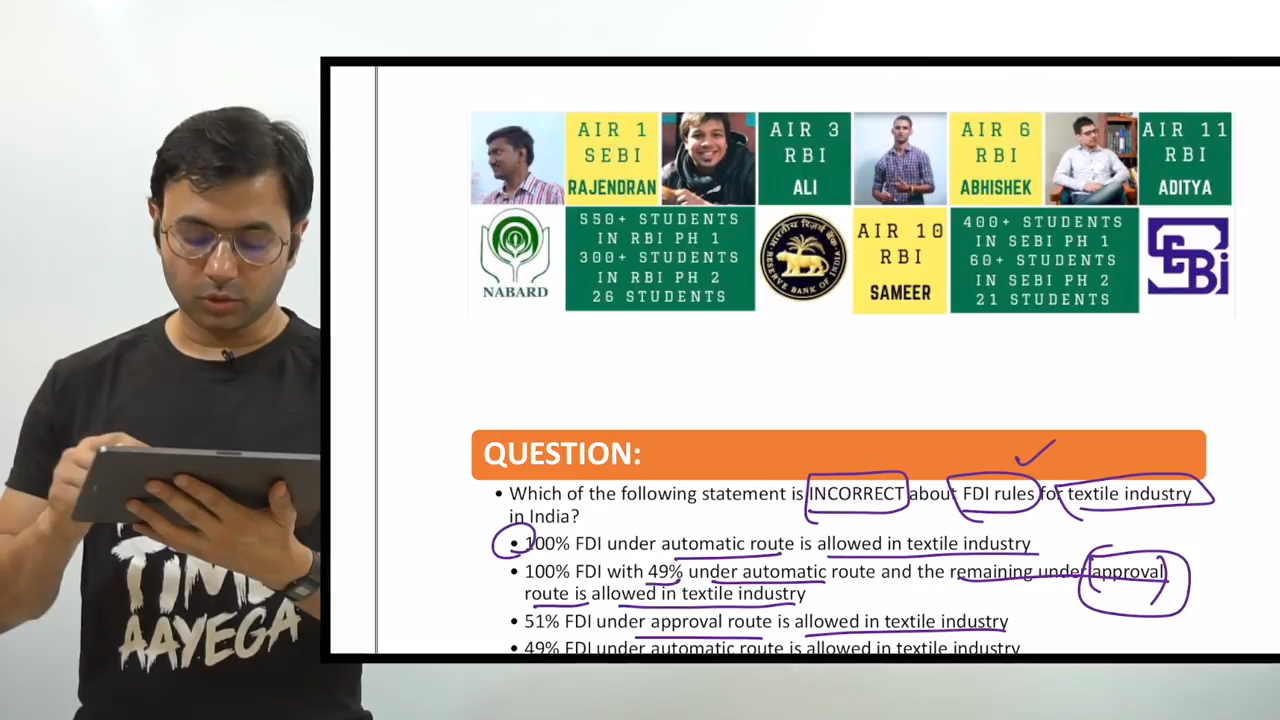 AIR 1
SEBI
RAJENDRAN
AIR 3
RBI
ALI
AIR 6
RBI
ABHISHEK
AIR 11
RBI
ADITYA
NABARD
550+ STUDENTS
IN RBI PH 1
300+ STUDENTS
IN RBI PH 2
26 STUDENTS
भारतीय रिज़र्व बैंक
RESERVE BANK OF INDIA
AIR 10
RBI
SAMEER
400+ STUDENTS
IN SEBI PH 1
60+ STUDENTS
IN SEBI PH 2
21 STUDENTS
SEBI
QUESTION:
• Which of the following statement is INCORRECT about FDI rules for textile industry
in India?
• 100% FDI under automatic route is allowed in textile industry
• 100% FDI with 49% under automatic route and the remaining under approval
route is allowed in textile industry
• 51% FDI under approval route is allowed in textile industry
• 49% FDI under automatic route is allowed in textile industry
TIME
AAYEGA